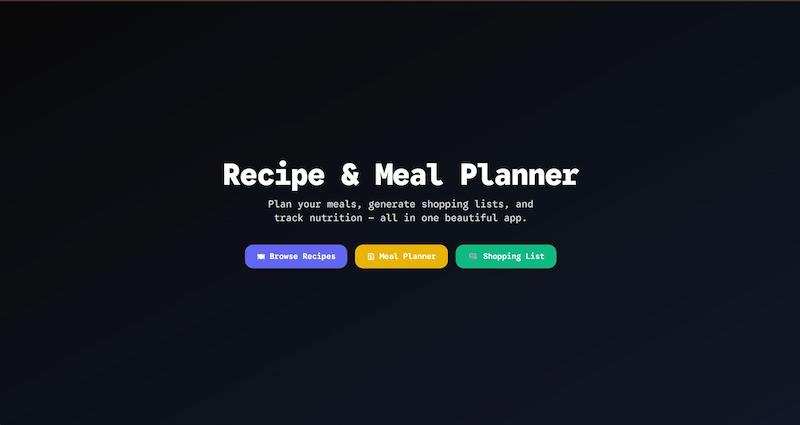 Recipe & Meal Planner
Plan your meals, generate shopping lists, and
track nutrition – all in one beautiful app.
Browse Recipes
Meal Planner
Shopping List